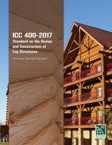 ICC 400-2017
Standard on the Design
and Construction of
Log Structures